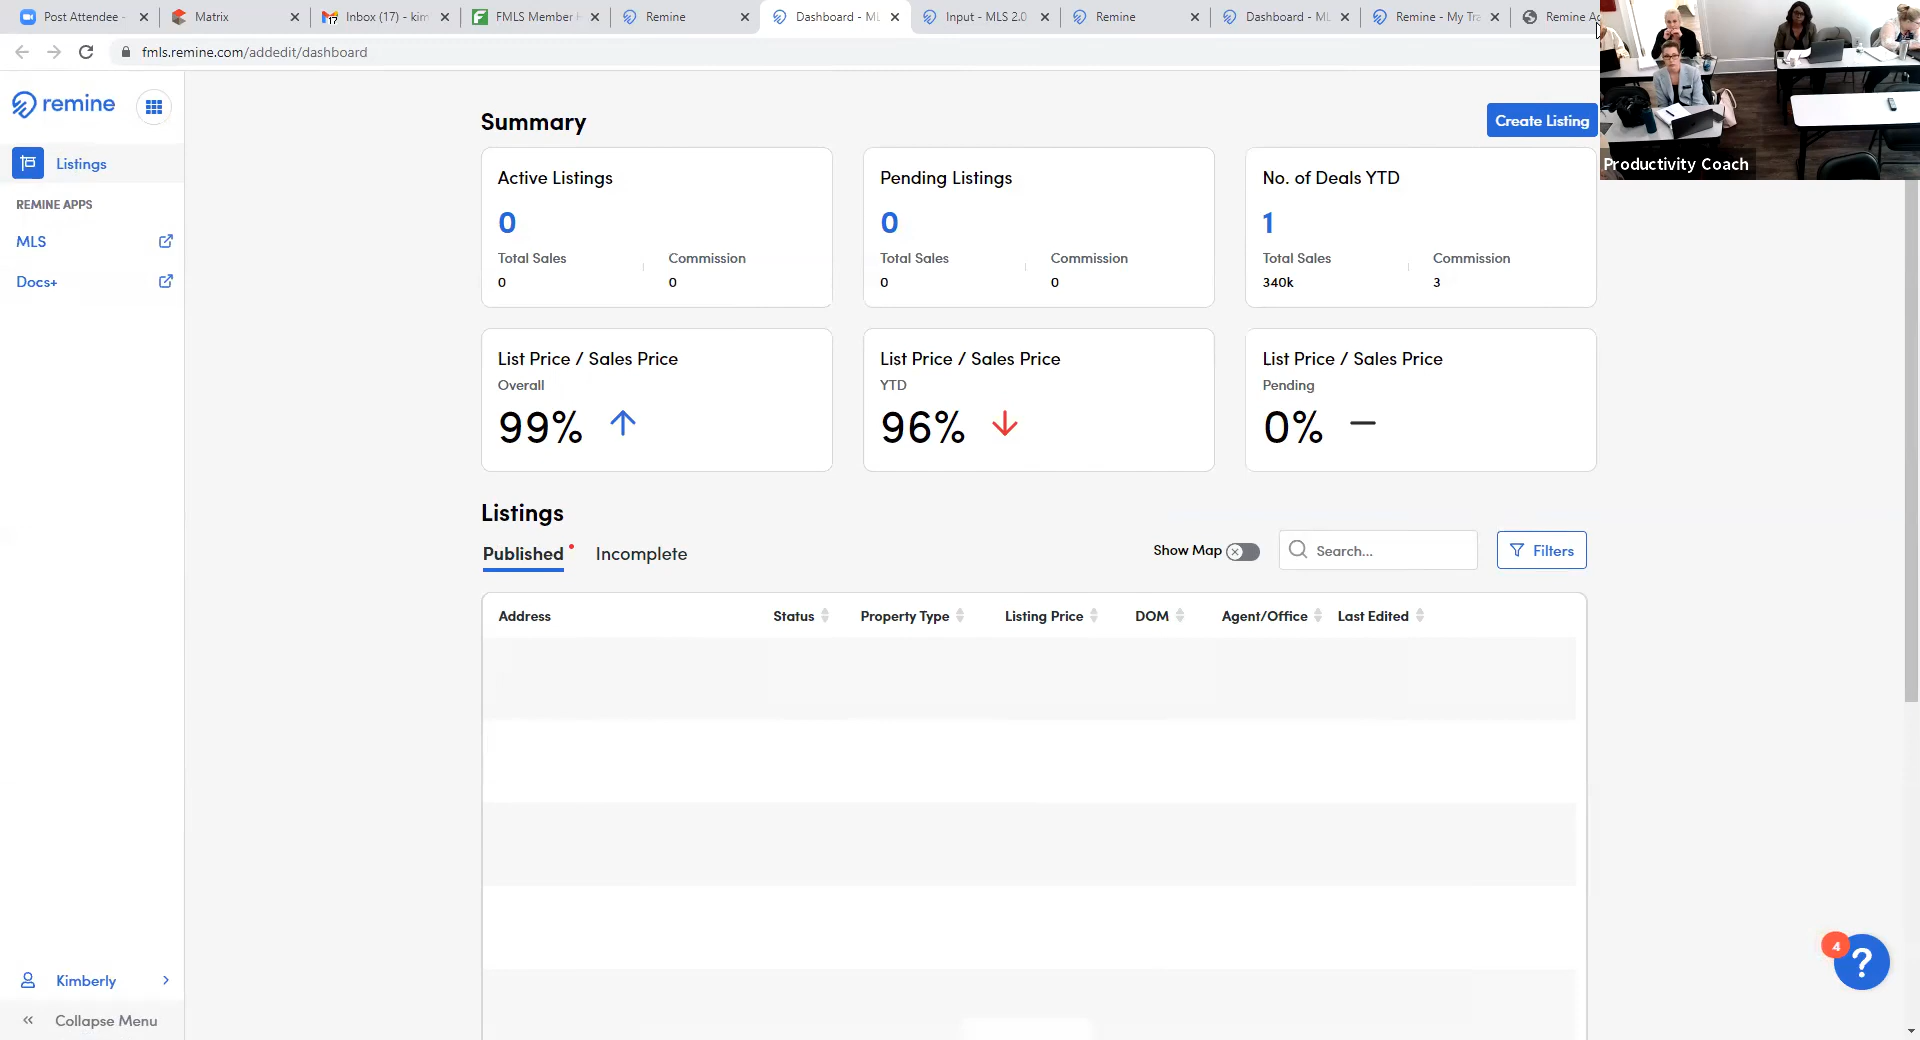 Post Attendee -
Matrix
Inbox (17) - kim
FMLS Member H
Remine
Dashboard - ML
Input - MLS 2.0
Remine
Dashboard - ML
Remine - My Tra
Remine Ad
fmls.remine.com/addedit/dashboard
remine
Listings
REMINE APPS
MLS
Docs+
Summary
Create Listing
Productivity Coach
Active Listings
0
Total Sales
Commission
0
0
Pending Listings
0
Total Sales
Commission
0
0
No. of Deals YTD
1
Total Sales
Commission
340k
3
List Price / Sales Price
Overall
99%
List Price / Sales Price
YTD
96%
List Price / Sales Price
Pending
0%
Listings
Published
Incomplete
Show Map
Search...
Filters
Address
Status
Property Type
Listing Price
DOM
Agent/Office
Last Edited
4
?
Kimberly
Collapse Menu